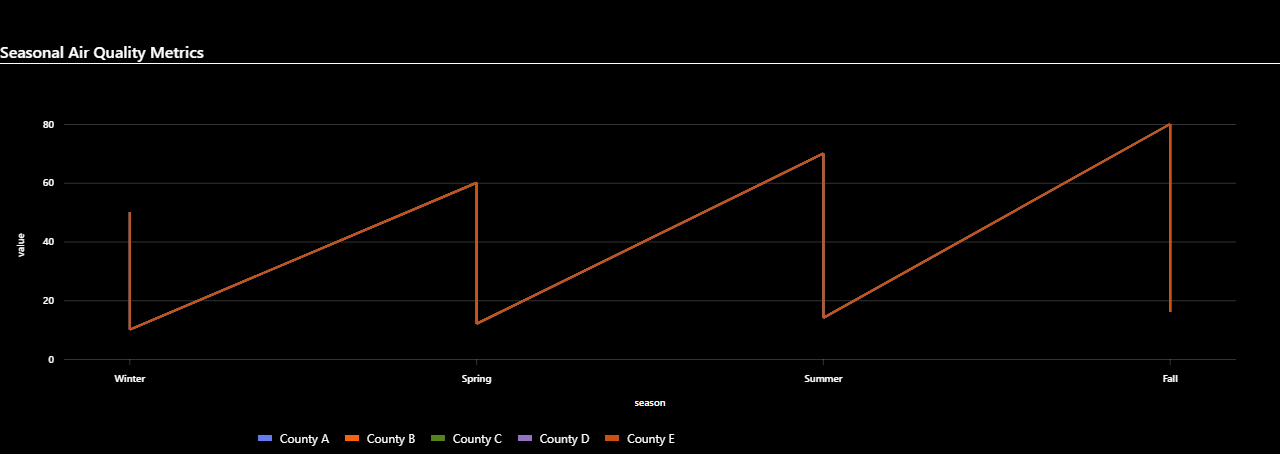 Seasonal Air Quality Metrics
80
60
40
20
0
value
Winter Spring Summer Fall
season
County A County B County C County D County E